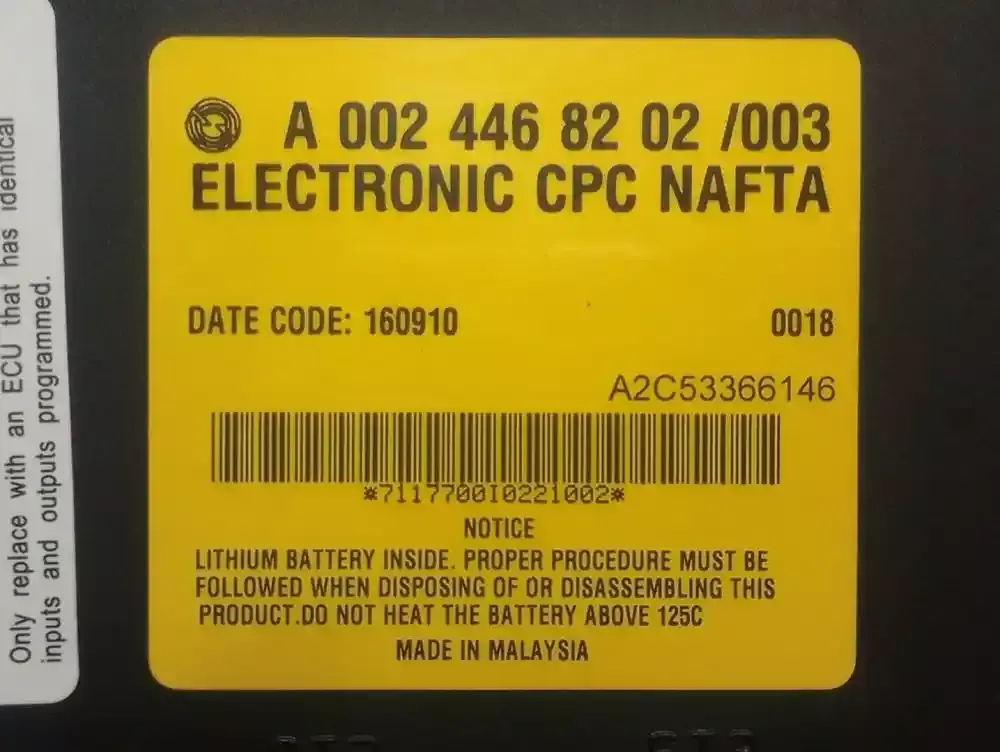 A 002 446 82 02 /003
ELECTRONIC CPC NAFTA
DATE CODE: 160910 0018
A2C53366146
*7117700I0221002*
NOTICE
LITHIUM BATTERY INSIDE. PROPER PROCEDURE MUST BE
FOLLOWED WHEN DISPOSING OF OR DISASSEMBLING THIS
PRODUCT.DO NOT HEAT THE BATTERY ABOVE 125C
MADE IN MALAYSIA
Only replace with an ECU that has identical
inputs and outputs programmed.